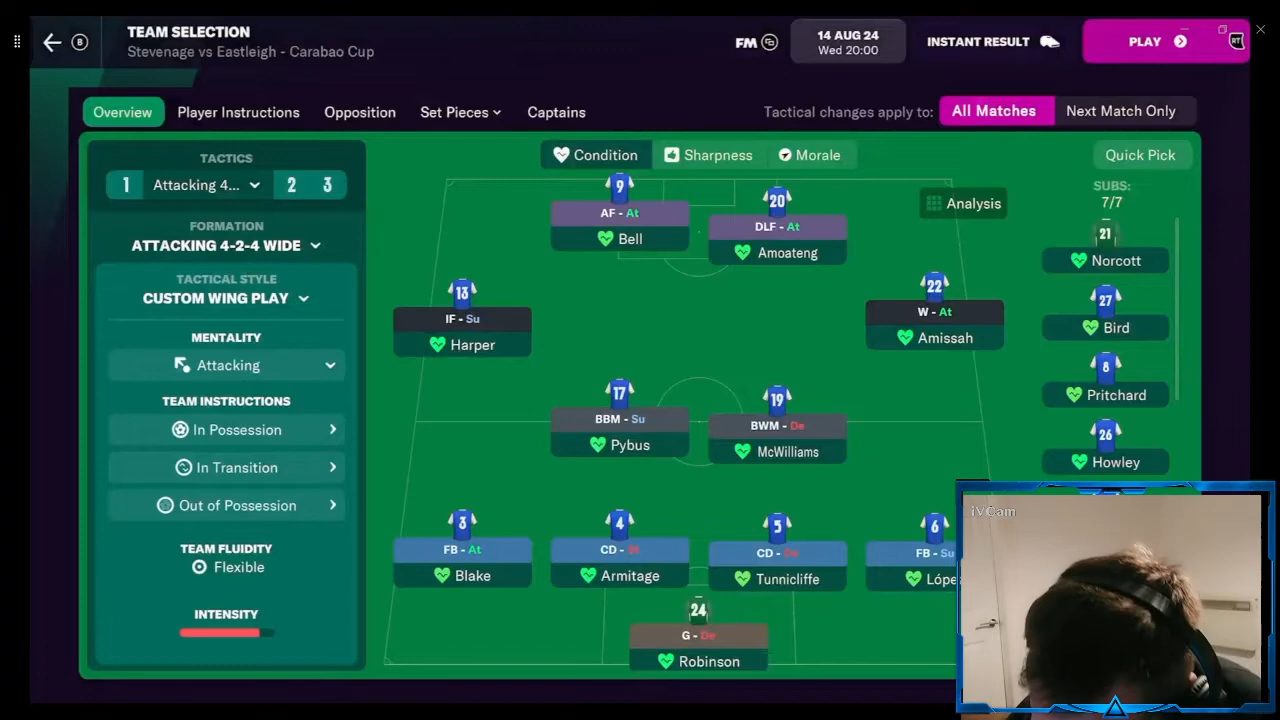 B
TEAM SELECTION
Stevenage vs Eastleigh - Carabao Cup
FM
14 AUG 24
Wed 20:00
INSTANT RESULT
PLAY
RT
Overview
Player Instructions
Opposition
Set Pieces
Captains
Tactical changes apply to:
All Matches
Next Match Only
TACTICS
1
Attacking 4...
2
3
FORMATION
ATTACKING 4-2-4 WIDE
TACTICAL STYLE
CUSTOM WING PLAY
MENTALITY
Attacking
TEAM INSTRUCTIONS
In Possession
In Transition
Out of Possession
TEAM FLUIDITY
Flexible
INTENSITY
Condition
Sharpness
Morale
Quick Pick
Analysis
9
AF - At
Bell
20
DLF - At
Amoateng
13
IF - Su
Harper
22
W - At
Amissah
17
BBM - Su
Pybus
19
BWM - De
McWilliams
3
FB - At
Blake
4
CD -
Armitage
5
CD - De
Tunnicliffe
6
FB - Su
Lópe
24
G - De
Robinson
SUBS:
7/7
21
Norcott
27
Bird
8
Pritchard
26
Howley
iVCam